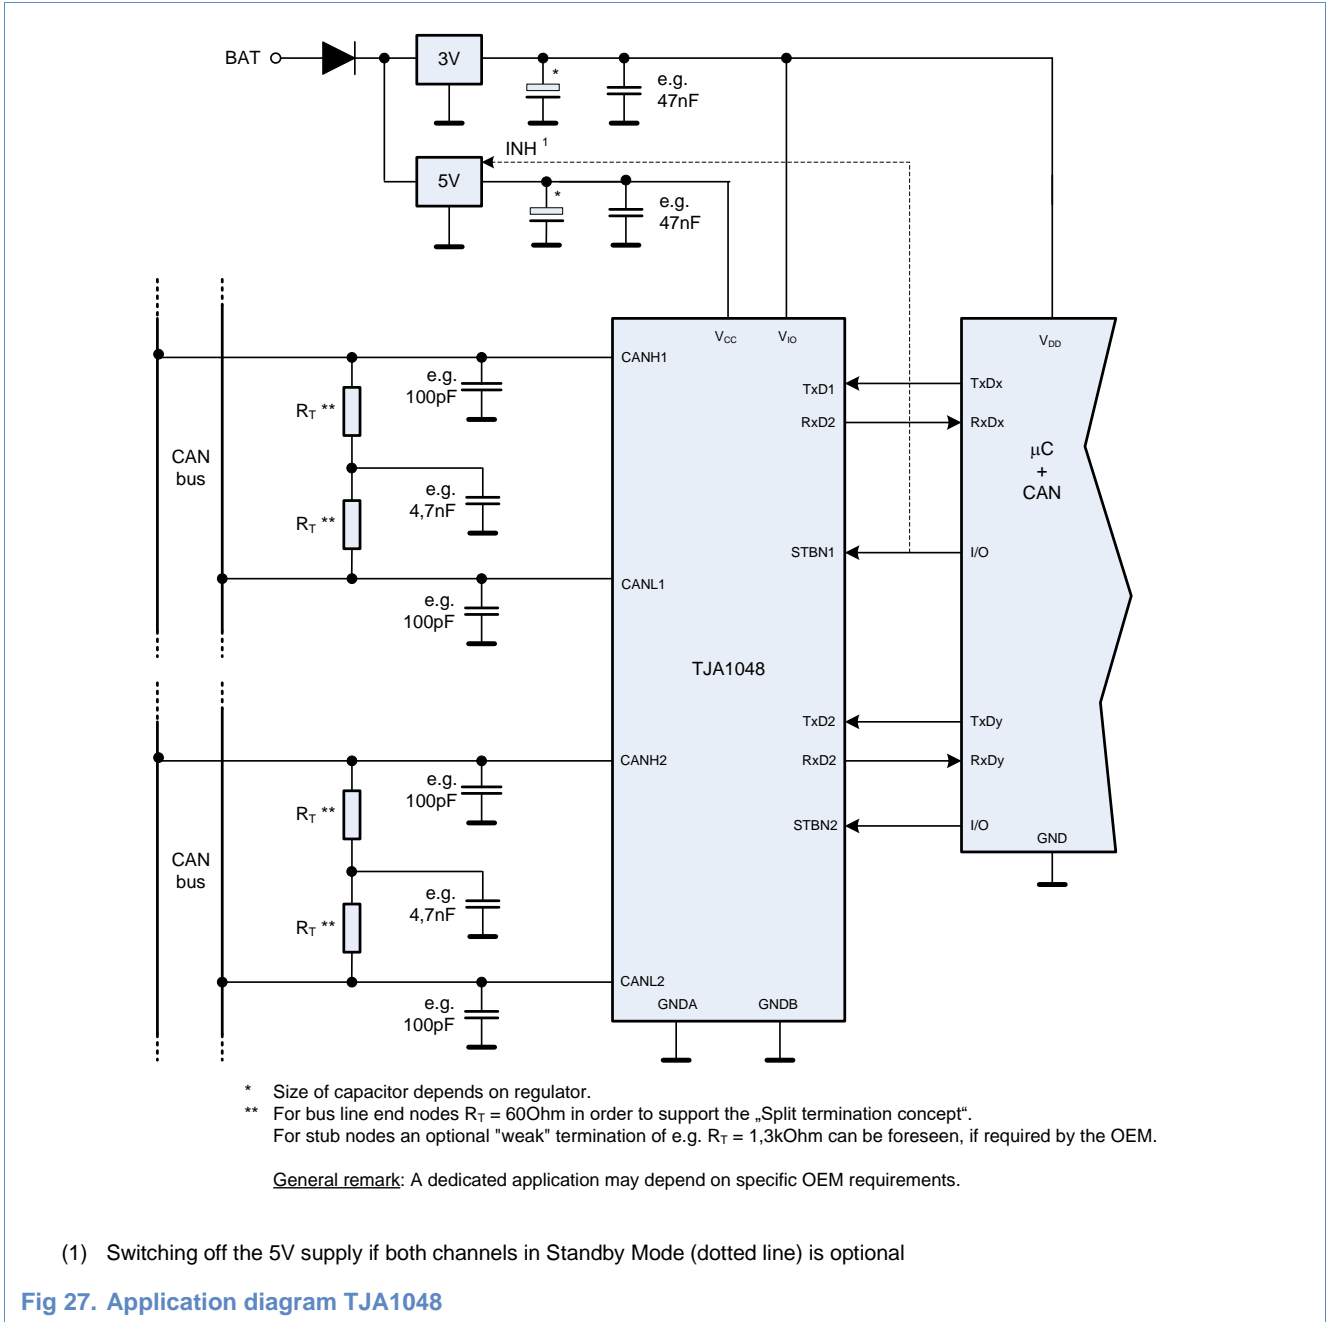 BAT
3V
*
e.g.
47nF
INH 1
5V
*
e.g.
47nF
VCC
VIO
VDD
CANH1
e.g.
100pF
TxD1
TxDx
RT **
RxD2
RxDx
CAN
bus
µC
+
CAN
e.g.
4,7nF
RT **
STBN1
I/O
CANL1
e.g.
100pF
TJA1048
TxD2
TxDy
CANH2
RxD2
RxDy
e.g.
100pF
RT **
STBN2
I/O
GND
CAN
bus
e.g.
4,7nF
RT **
CANL2
e.g.
100pF
GNDA
GNDB
* Size of capacitor depends on regulator.
** For bus line end nodes RT = 60Ohm in order to support the „Split termination concept“.
For stub nodes an optional "weak" termination of e.g. RT = 1,3kOhm can be foreseen, if required by the OEM.
General remark: A dedicated application may depend on specific OEM requirements.
(1) Switching off the 5V supply if both channels in Standby Mode (dotted line) is optional
Fig 27. Application diagram TJA1048